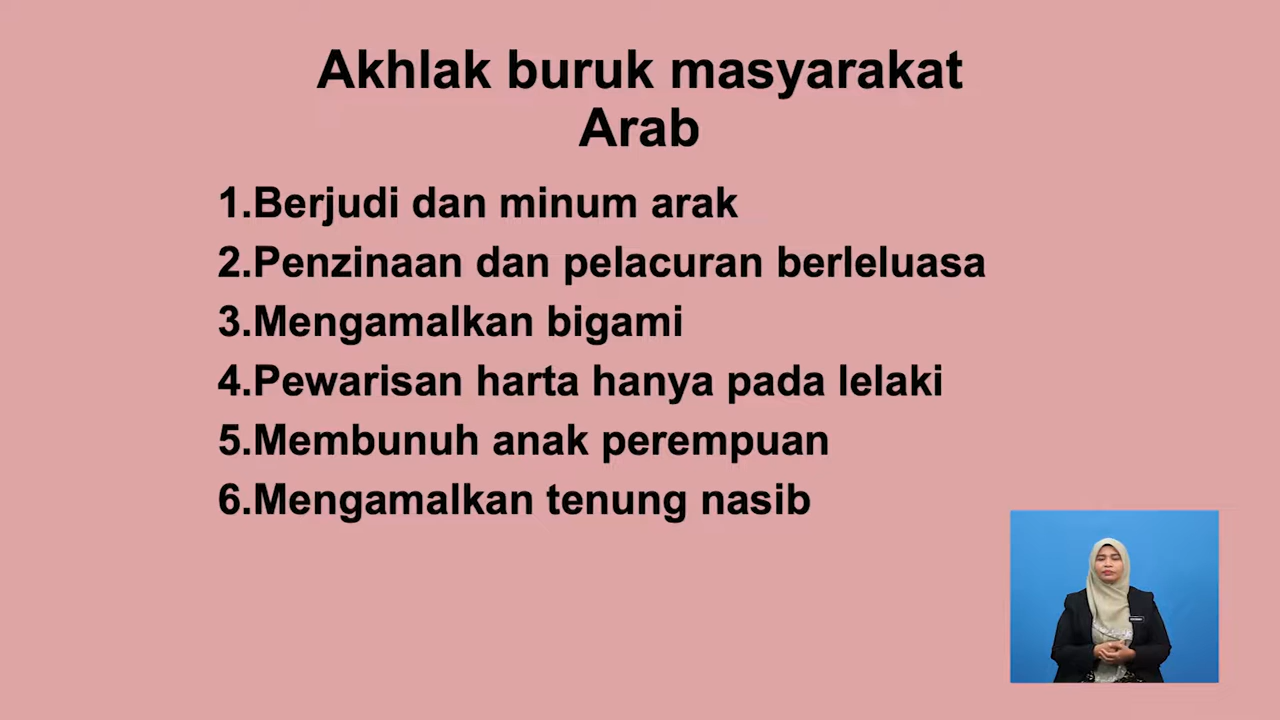 Akhlak buruk masyarakat
Arab
1.Berjudi dan minum arak
2.Penzinaan dan pelacuran berleluasa
3.Mengamalkan bigami
4.Pewarisan harta hanya pada lelaki
5.Membunuh anak perempuan
6.Mengamalkan tenung nasib